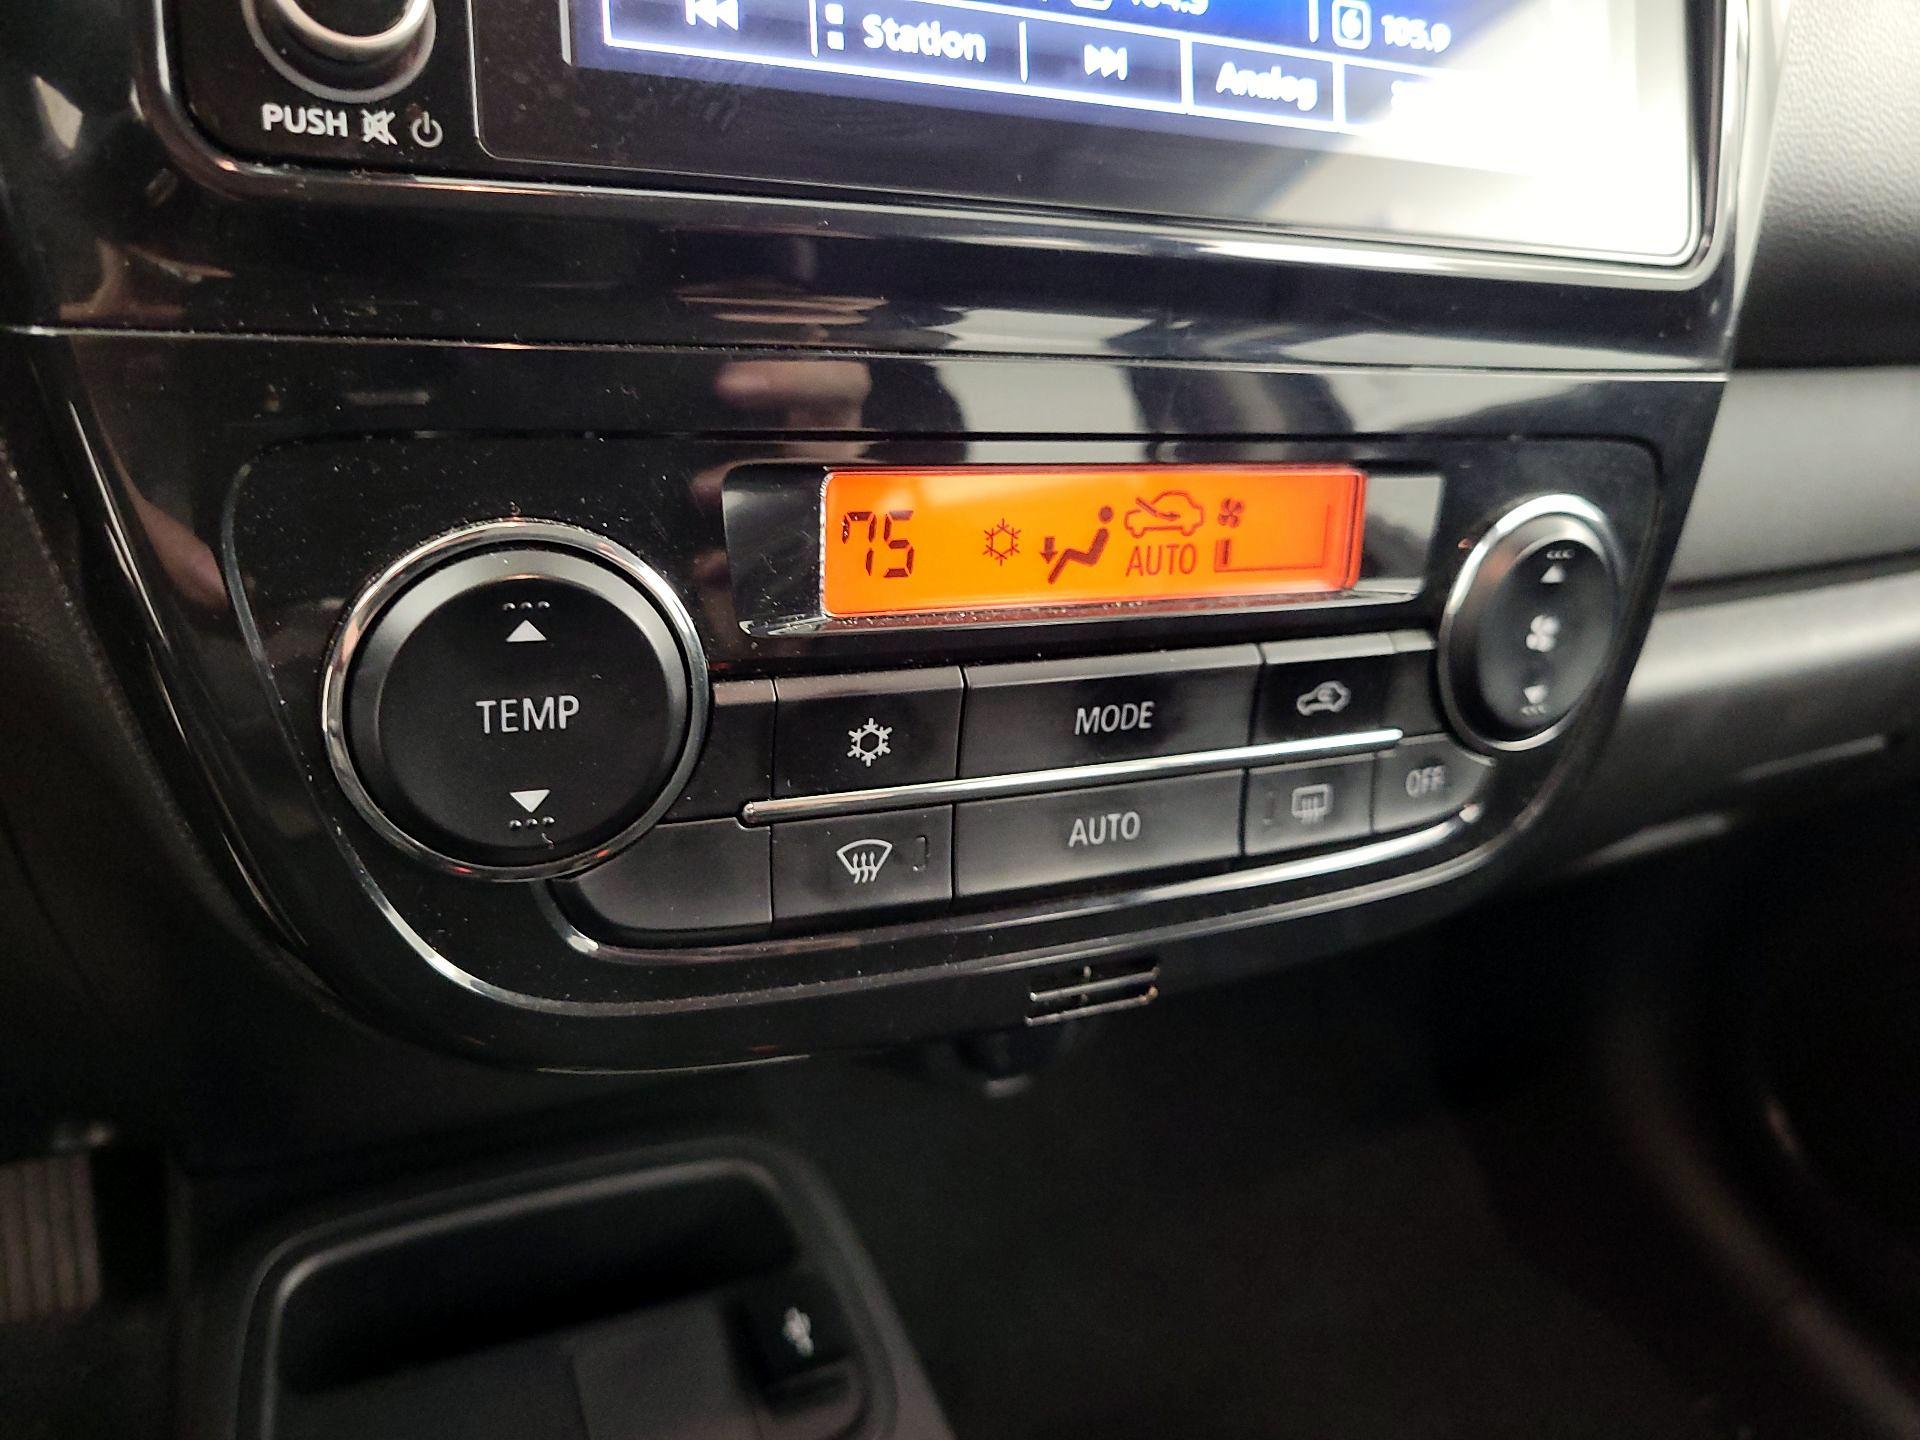 Station
Analog
105.9
PUSH
75
AUTO
TEMP
MODE
AUTO
OFF